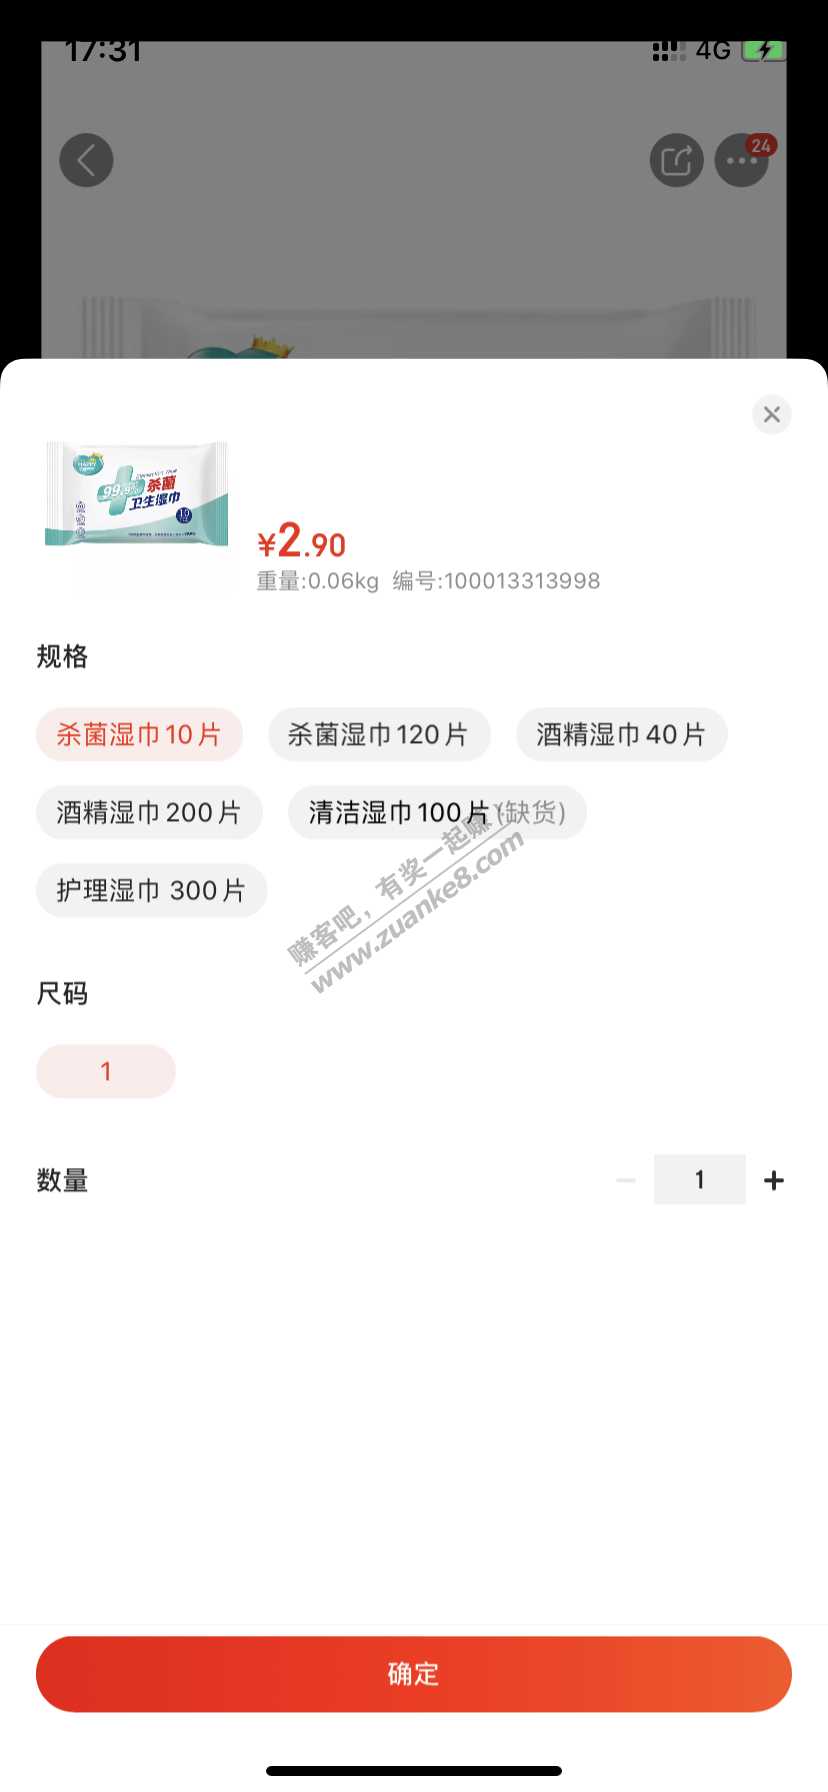 17:31
4G
24
HAPPY
99.9%
杀菌
卫生湿巾
10
¥2.90
重量:0.06kg 编号:100013313998
规格
杀菌湿巾10片
杀菌湿巾120片
酒精湿巾40片
酒精湿巾200片
清洁湿巾100片 (缺货)
护理湿巾 300片
赚客吧，有奖一起赚
www.zuanke8.com
尺码
1
数量
1
确定